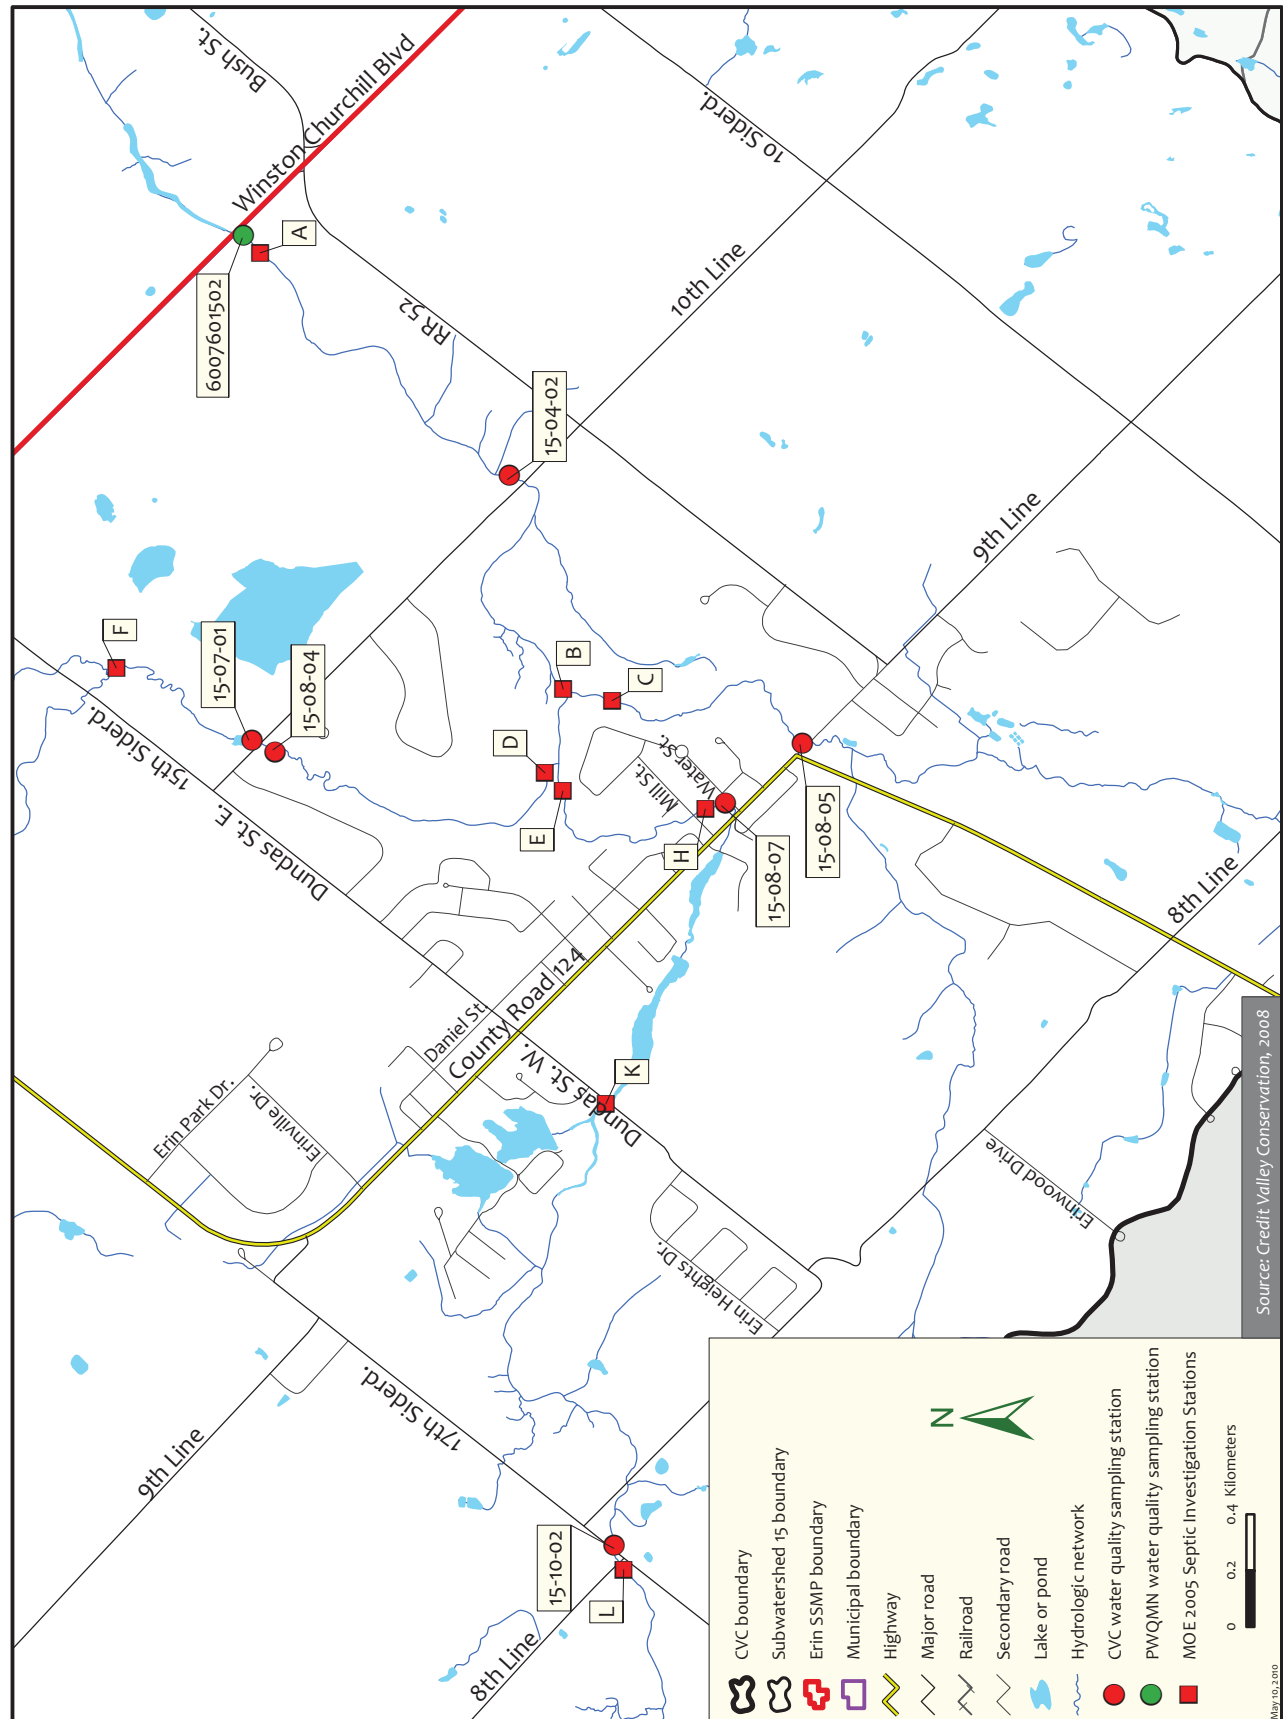 Bush St.
Winston Churchill Blvd
10 Siderd.
A
6007601502
10th Line
RR 52
15-04-02
9th Line
F
15-07-01
15-08-04
B
C
15th Siderd.
D
Water St.
Mill St.
E
H
15-08-05
15-08-07
Dundas St. E.
8th Line
County Road 124
Daniel St.
Dundas St. W.
K
Erin Park Dr.
Erinville Dr.
Erinwood Drive
Erin Heights Dr.
17th Siderd.
9th Line
15-10-02
L
8th Line
Source: Credit Valley Conservation, 2008
N
CVC boundary
Subwatershed 15 boundary
Erin SSMP boundary
Municipal boundary
Highway
Major road
Railroad
Secondary road
Lake or pond
Hydrologic network
CVC water quality sampling station
PWQMN water quality sampling station
MOE 2005 Septic Investigation Stations
0 0.2 0.4 Kilometers
May 10, 2010